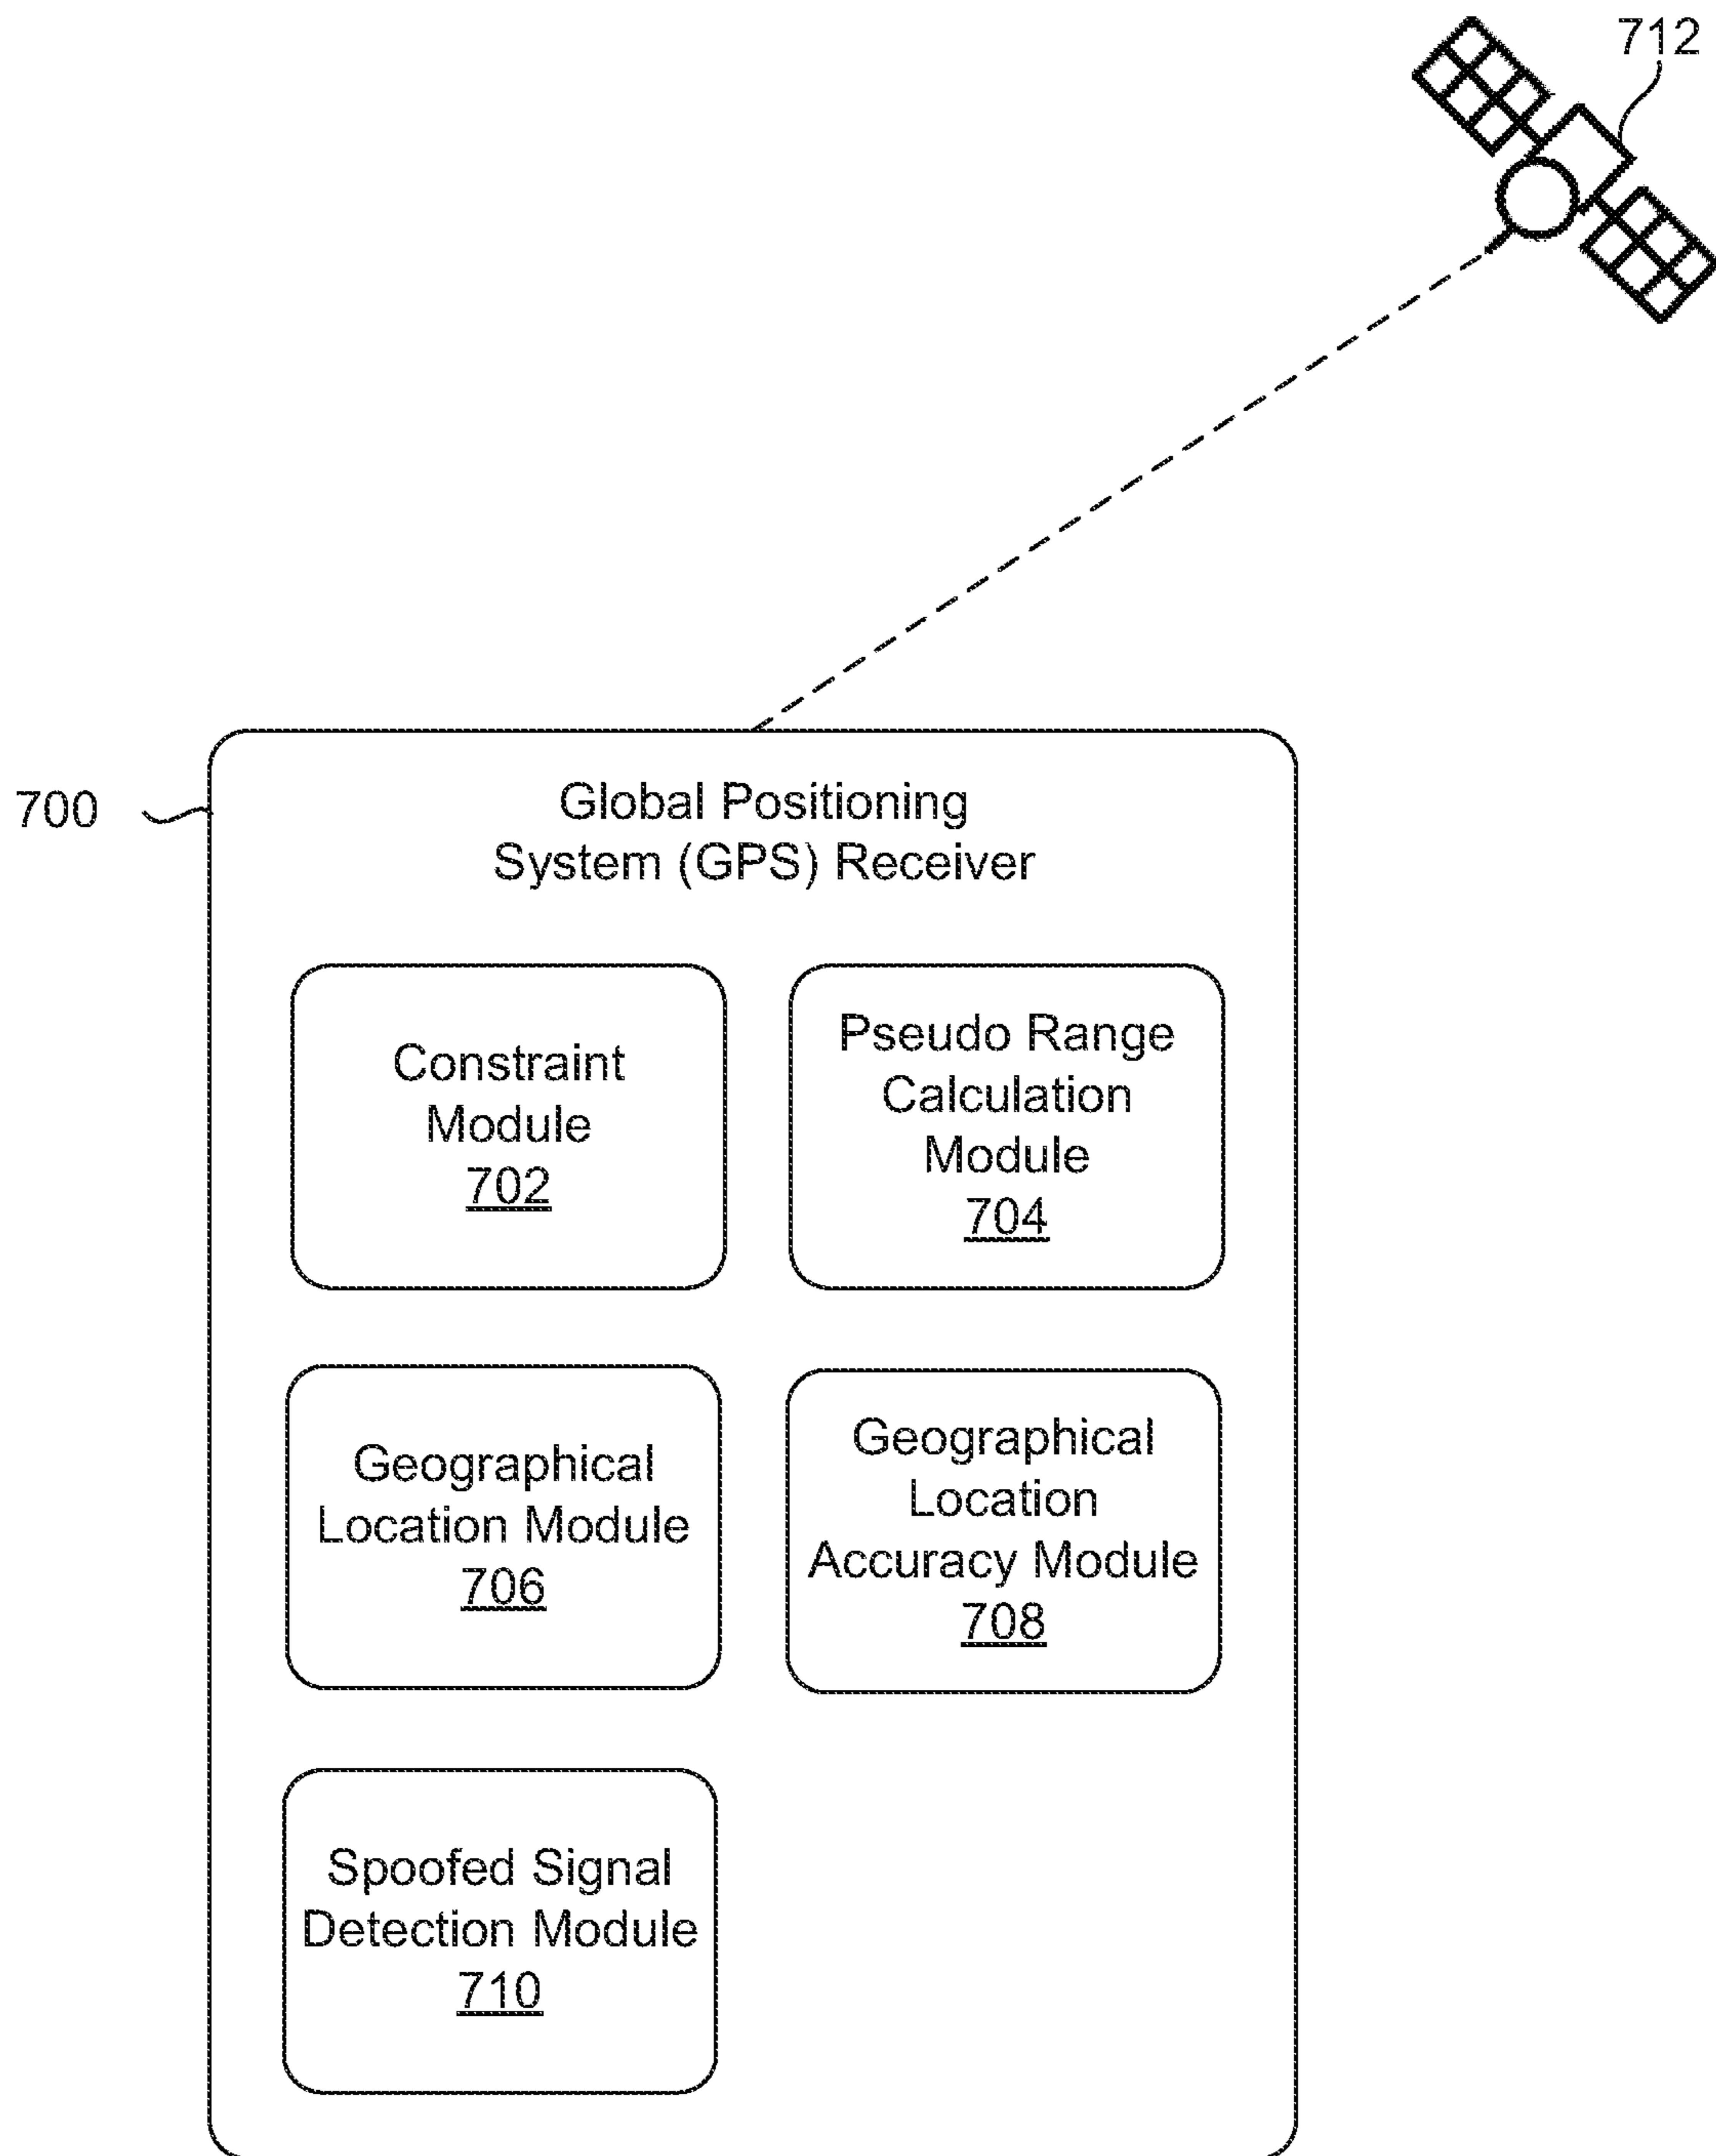 712
700
Global Positioning
System (GPS) Receiver
Constraint
Module
702
Pseudo Range
Calculation
Module
704
Geographical
Location Module
706
Geographical
Location
Accuracy Module
708
Spoofed Signal
Detection Module
710